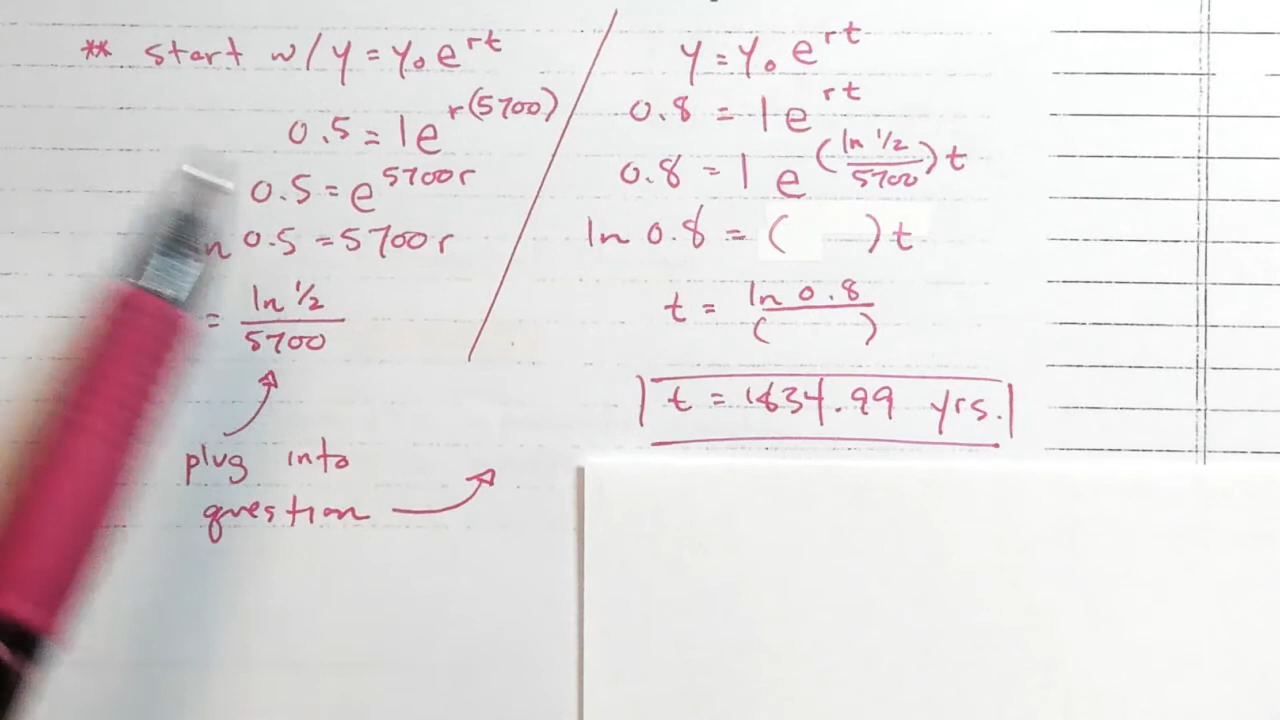 ** start w/ y = y₀e^rt
0.5 = 1e^r(5700)
0.5 = e^5700r
n 0.5 = 5700r
= ln 1/2 / 5700
plug into
question
y = y₀e^rt
0.8 = 1e^rt
0.8 = 1e^(ln 1/2 / 5700)t
ln 0.8 = ( )t
t = ln 0.8 / ( )
t = 1834.99 yrs.